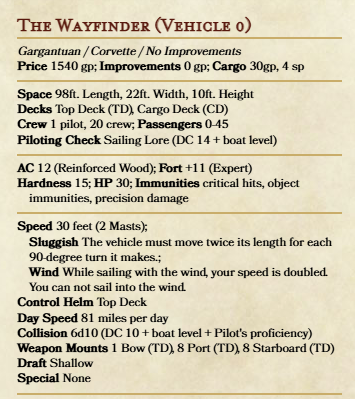 The Wayfinder (Vehicle 0)
Gargantuan / Corvette / No Improvements
Price 1540 gp; Improvements 0 gp; Cargo 30gp, 4 sp
Space 98ft. Length, 22ft. Width, 10ft. Height
Decks Top Deck (TD), Cargo Deck (CD)
Crew 1 pilot, 20 crew; Passengers 0-45
Piloting Check Sailing Lore (DC 14 + boat level)
AC 12 (Reinforced Wood); Fort +11 (Expert)
Hardness 15; HP 30; Immunities critical hits, object
immunities, precision damage
Speed 30 feet (2 Masts);
Sluggish The vehicle must move twice its length for each
90-degree turn it makes.;
Wind While sailing with the wind, your speed is doubled.
You can not sail into the wind.
Control Helm Top Deck
Day Speed 81 miles per day
Collision 6d10 (DC 10 + boat level + Pilot's proficiency)
Weapon Mounts 1 Bow (TD), 8 Port (TD), 8 Starboard (TD)
Draft Shallow
Special None